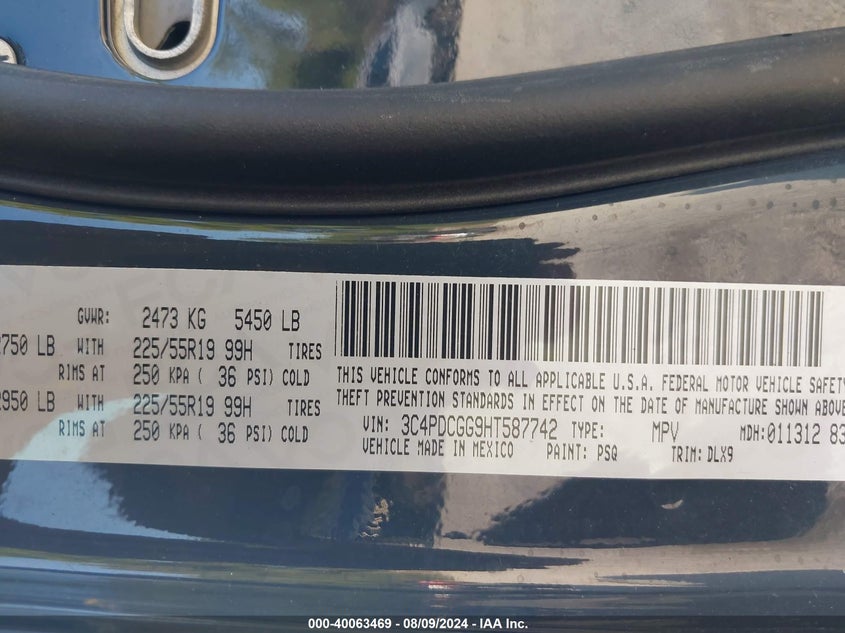 GVWR: 2473 KG 5450 LB
2750 LB WITH 225/55R19 99H TIRES
RIMS AT 250 KPA ( 36 PSI) COLD
2950 LB WITH 225/55R19 99H TIRES
RIMS AT 250 KPA ( 36 PSI) COLD
THIS VEHICLE CONFORMS TO ALL APPLICABLE U.S.A. FEDERAL MOTOR VEHICLE SAFETY
THEFT PREVENTION STANDARDS IN EFFECT ON THE DATE OF MANUFACTURE SHOWN ABOVE
VIN: 3C4PDCGG9HT587742 TYPE: MPV MDH: 011312 83
VEHICLE MADE IN MEXICO PAINT: PSQ TRIM: DLX9
000-40063469 - 08/09/2024 - IAA Inc.